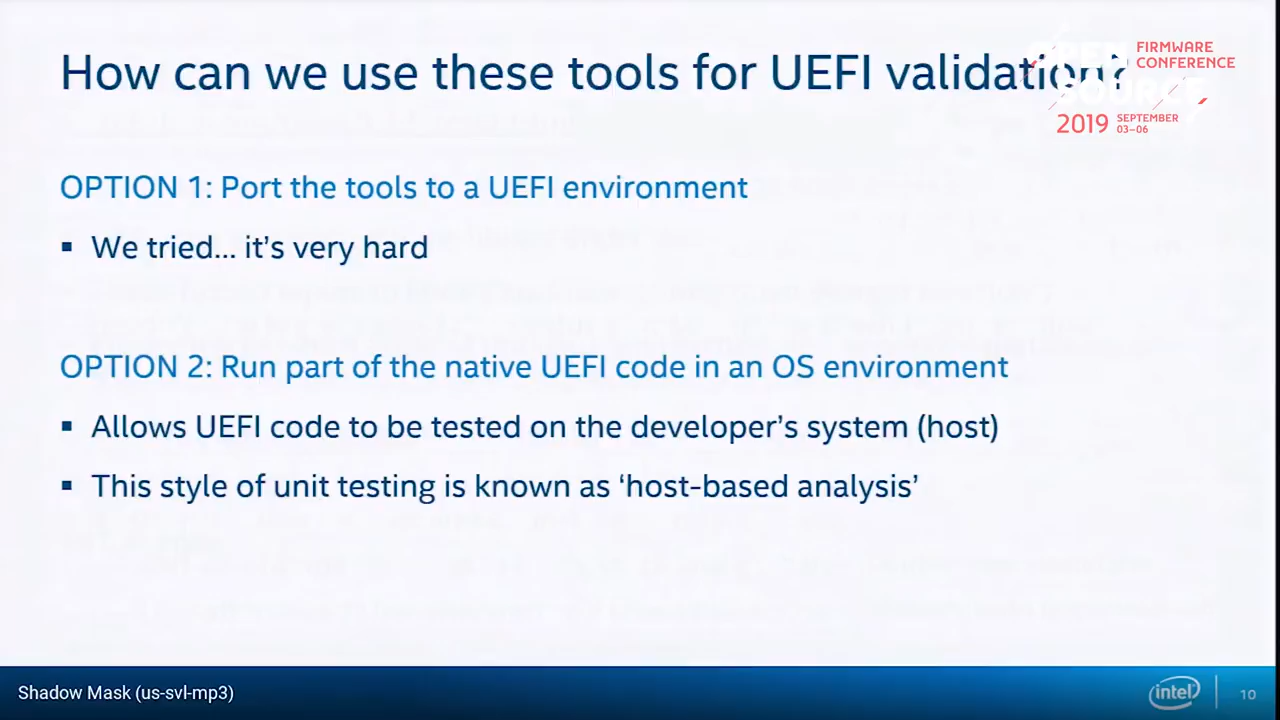 How can we use these tools for UEFI validation?
OPEN SOURCE FIRMWARE CONFERENCE
2019 SEPTEMBER 03–06
OPTION 1: Port the tools to a UEFI environment
▪ We tried... it's very hard
OPTION 2: Run part of the native UEFI code in an OS environment
▪ Allows UEFI code to be tested on the developer's system (host)
▪ This style of unit testing is known as 'host-based analysis'
Shadow Mask (us-svl-mp3)
intel
10